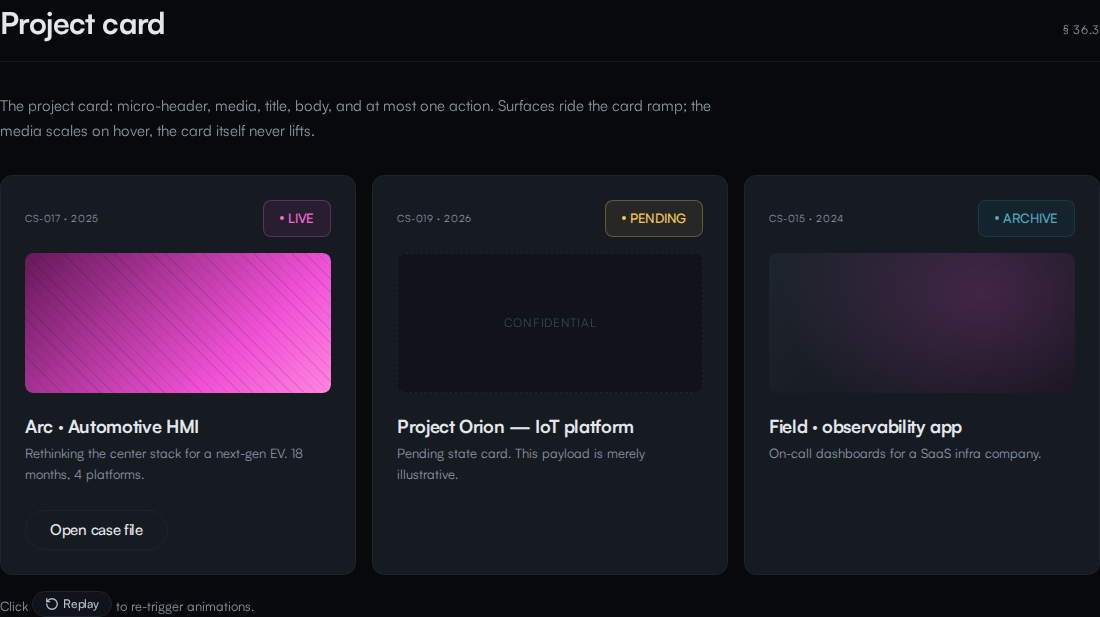 Project card
§ 36.3
The project card: micro-header, media, title, body, and at most one action. Surfaces ride the card ramp; the
media scales on hover, the card itself never lifts.
CS-017 · 2025
• LIVE
Arc · Automotive HMI
Rethinking the center stack for a next-gen EV. 18
months, 4 platforms.
Open case file
CS-019 · 2026
• PENDING
CONFIDENTIAL
Project Orion — IoT platform
Pending state card. This payload is merely
illustrative.
CS-015 · 2024
• ARCHIVE
Field · observability app
On-call dashboards for a SaaS infra company.
Click Replay to re-trigger animations.